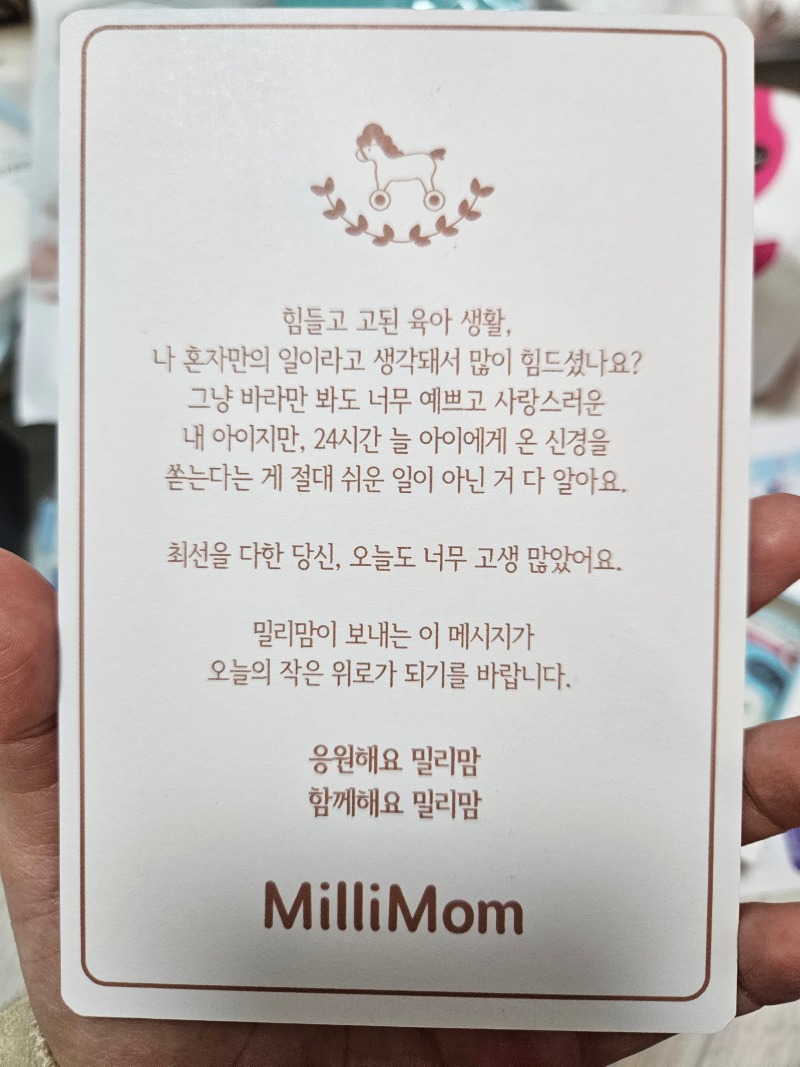 힘들고 고된 육아 생활,
나 혼자만의 일이라고 생각돼서 많이 힘드셨나요?
그냥 바라만 봐도 너무 예쁘고 사랑스러운
내 아이지만, 24시간 늘 아이에게 온 신경을
쏟는다는 게 절대 쉬운 일이 아닌 거 다 알아요.
최선을 다한 당신, 오늘도 너무 고생 많았어요.
밀리맘이 보내는 이 메시지가
오늘의 작은 위로가 되기를 바랍니다.
응원해요 밀리맘
함께해요 밀리맘
MilliMom